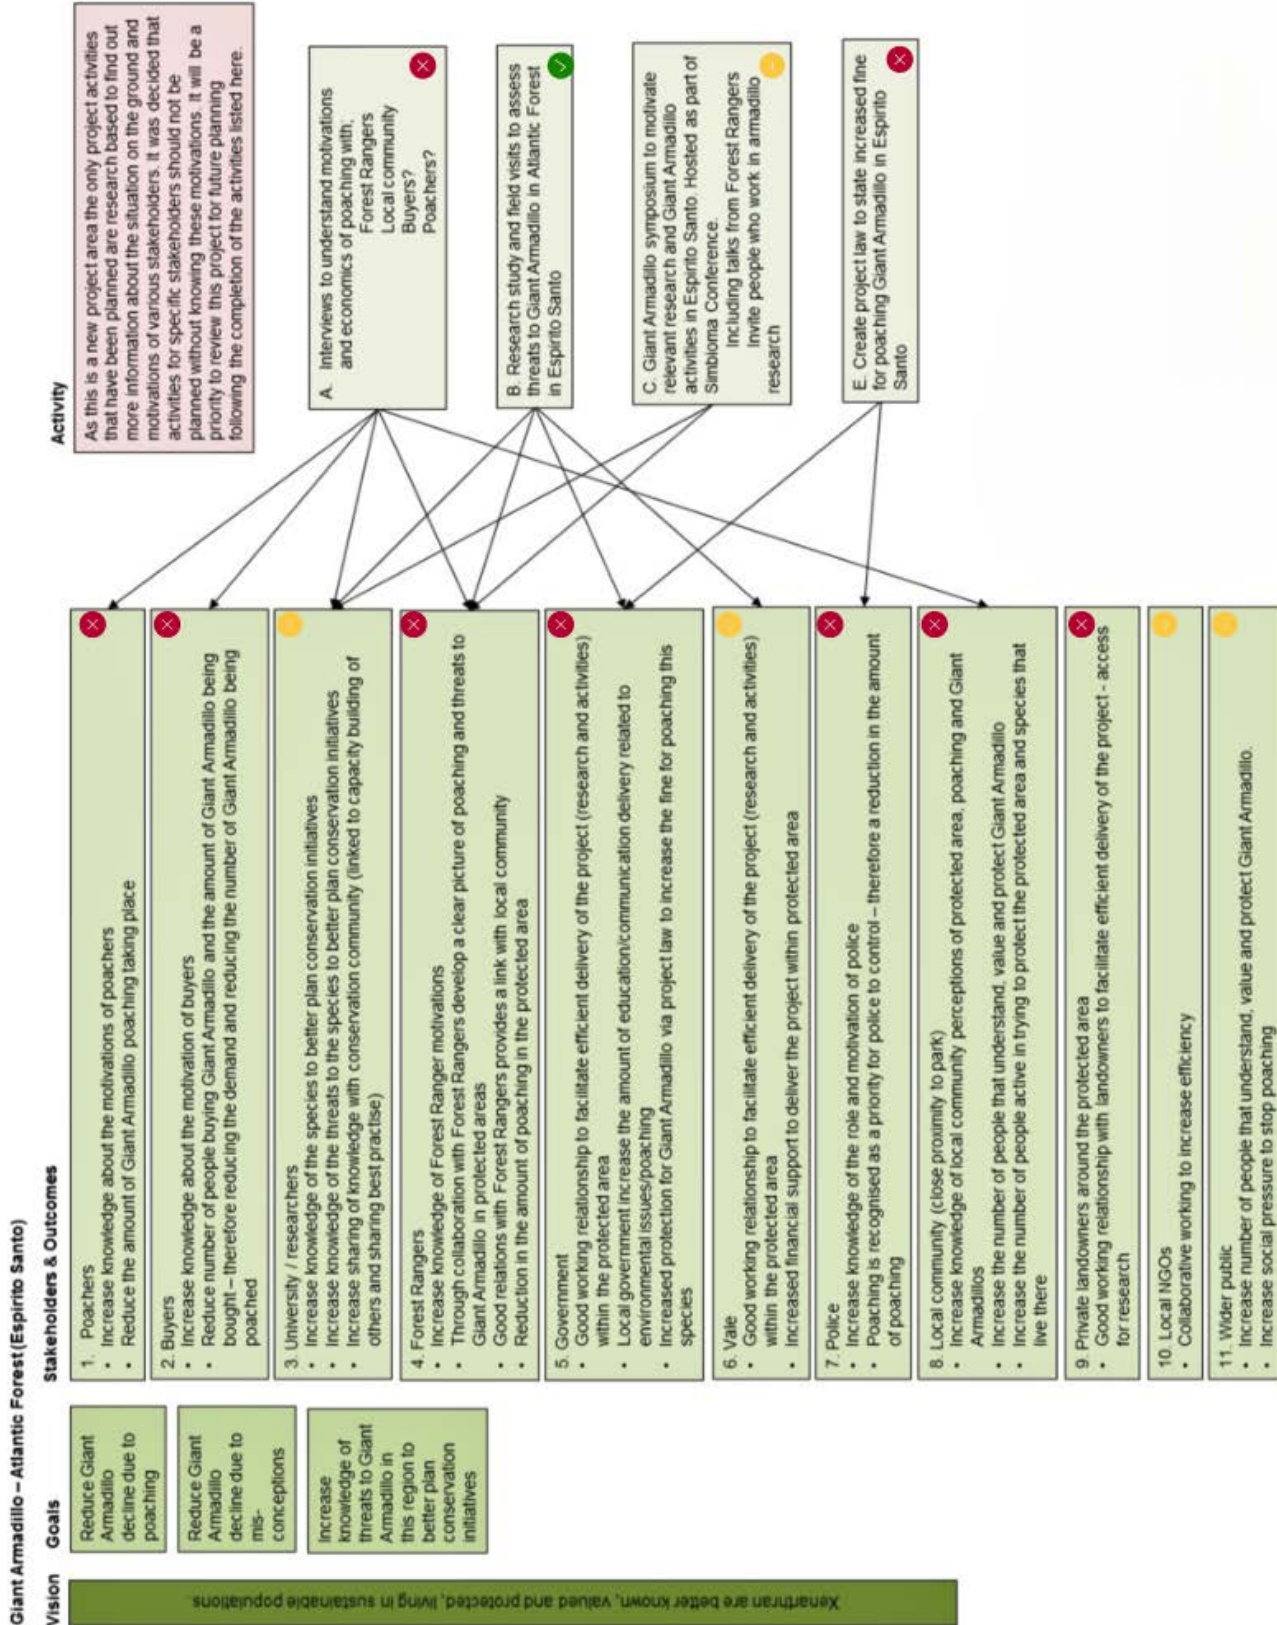 Giant Armadillo – Atlantic Forest (Espirito Santo)
Vision
Goals
Stakeholders & Outcomes
Activity
Xenarthran are better known, valued and protected, living in sustainable populations
Reduce Giant
Armadillo
decline due to
poaching
Reduce Giant
Armadillo
decline due to
mis-
conceptions
Increase
knowledge of
threats to Giant
Armadillo in
this region to
better plan
conservation
initiatives
1. Poachers
• Increase knowledge about the motivations of poachers
• Reduce the amount of Giant Armadillo poaching taking place
2. Buyers
• Increase knowledge about the motivation of buyers
• Reduce number of people buying Giant Armadillo and the amount of Giant Armadillo being
bought – therefore reducing the demand and reducing the number of Giant Armadillo being
poached
3. University / researchers
• Increase knowledge of the species to better plan conservation initiatives
• Increase knowledge of the threats to the species to better plan conservation initiatives
• Increase sharing of knowledge with conservation community (linked to capacity building of
others and sharing best practise)
4. Forest Rangers
• Increase knowledge of Forest Ranger motivations
• Through collaboration with Forest Rangers develop a clear picture of poaching and threats to
Giant Armadillo in protected areas
• Good relations with Forest Rangers provides a link with local community
• Reduction in the amount of poaching in the protected area
5. Government
• Good working relationship to facilitate efficient delivery of the project (research and activities)
within the protected area
• Local government increase the amount of education/communication delivery related to
environmental issues/poaching
• Increased protection for Giant Armadillo via project law to increase the fine for poaching this
species
6. Vale
• Good working relationship to facilitate efficient delivery of the project (research and activities)
within the protected area
• Increased financial support to deliver the project within protected area
7. Police
• Increase knowledge of the role and motivation of police
• Poaching is recognised as a priority for police to control – therefore a reduction in the amount
of poaching
8. Local community (close proximity to park)
• Increase knowledge of local community perceptions of protected area, poaching and Giant
Armadillos
• Increase the number of people that understand, value and protect Giant Armadillo
• Increase the number of people active in trying to protect the protected area and species that
live there
9. Private landowners around the protected area
• Good working relationship with landowners to facilitate efficient delivery of the project - access
for research
10. Local NGOs
• Collaborative working to increase efficiency
11. Wider public
• Increase number of people that understand, value and protect Giant Armadillo.
• Increase social pressure to stop poaching
As this is a new project area the only project activities
that have been planned are research based to find out
more information about the situation on the ground and
motivations of various stakeholders. It was decided that
activities for specific stakeholders should not be
planned without knowing these motivations. It will be a
priority to review this project for future planning
following the completion of the activities listed here.
A. Interviews to understand motivations
and economics of poaching with;
Forest Rangers
Local community
Buyers?
Poachers?
B. Research study and field visits to assess
threats to Giant Armadillo in Atlantic Forest
in Espirito Santo
C. Giant Armadillo symposium to motivate
relevant research and Giant Armadillo
activities in Espirito Santo. Hosted as part of
Simbioma Conference.
Including talks from Forest Rangers
Invite people who work in armadillo
research
E. Create project law to state increased fine
for poaching Giant Armadillo in Espirito
Santo